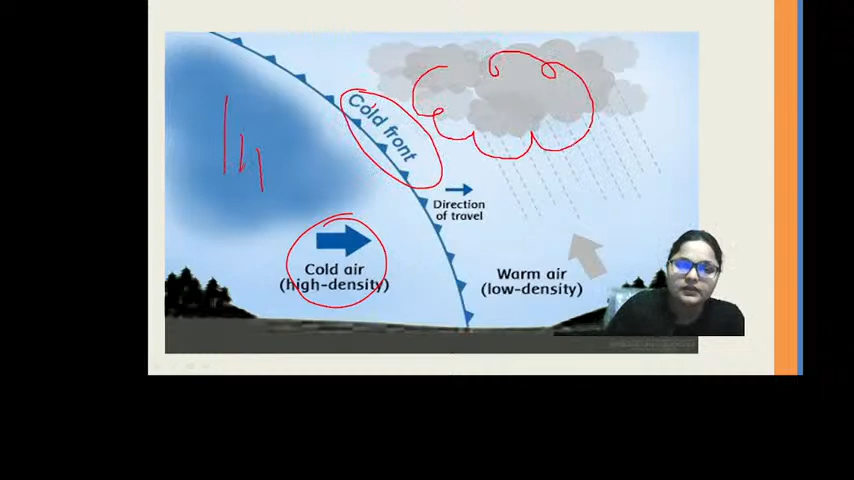 Cold front
Direction
of travel
Cold air
(high-density)
Warm air
(low-density)